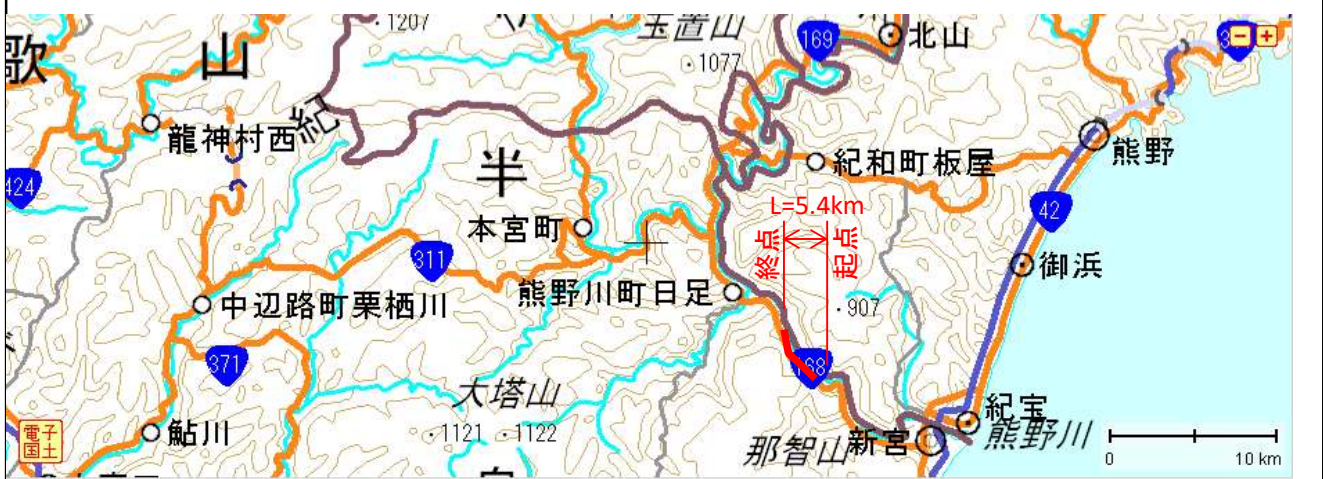 ・1207
玉置山
・1077
169
北山
歌
山
紀
龍神村西
半
424
紀和町板屋
熊野
L=5.4km
42
終点
起点
本宮町
311
御浜
熊野川町日足
中辺路町栗栖川
・907
371
168
大塔山
・1121
・1122
紀宝
熊野川
電子
国土
鮎川
那智山
新宮
0
10 km